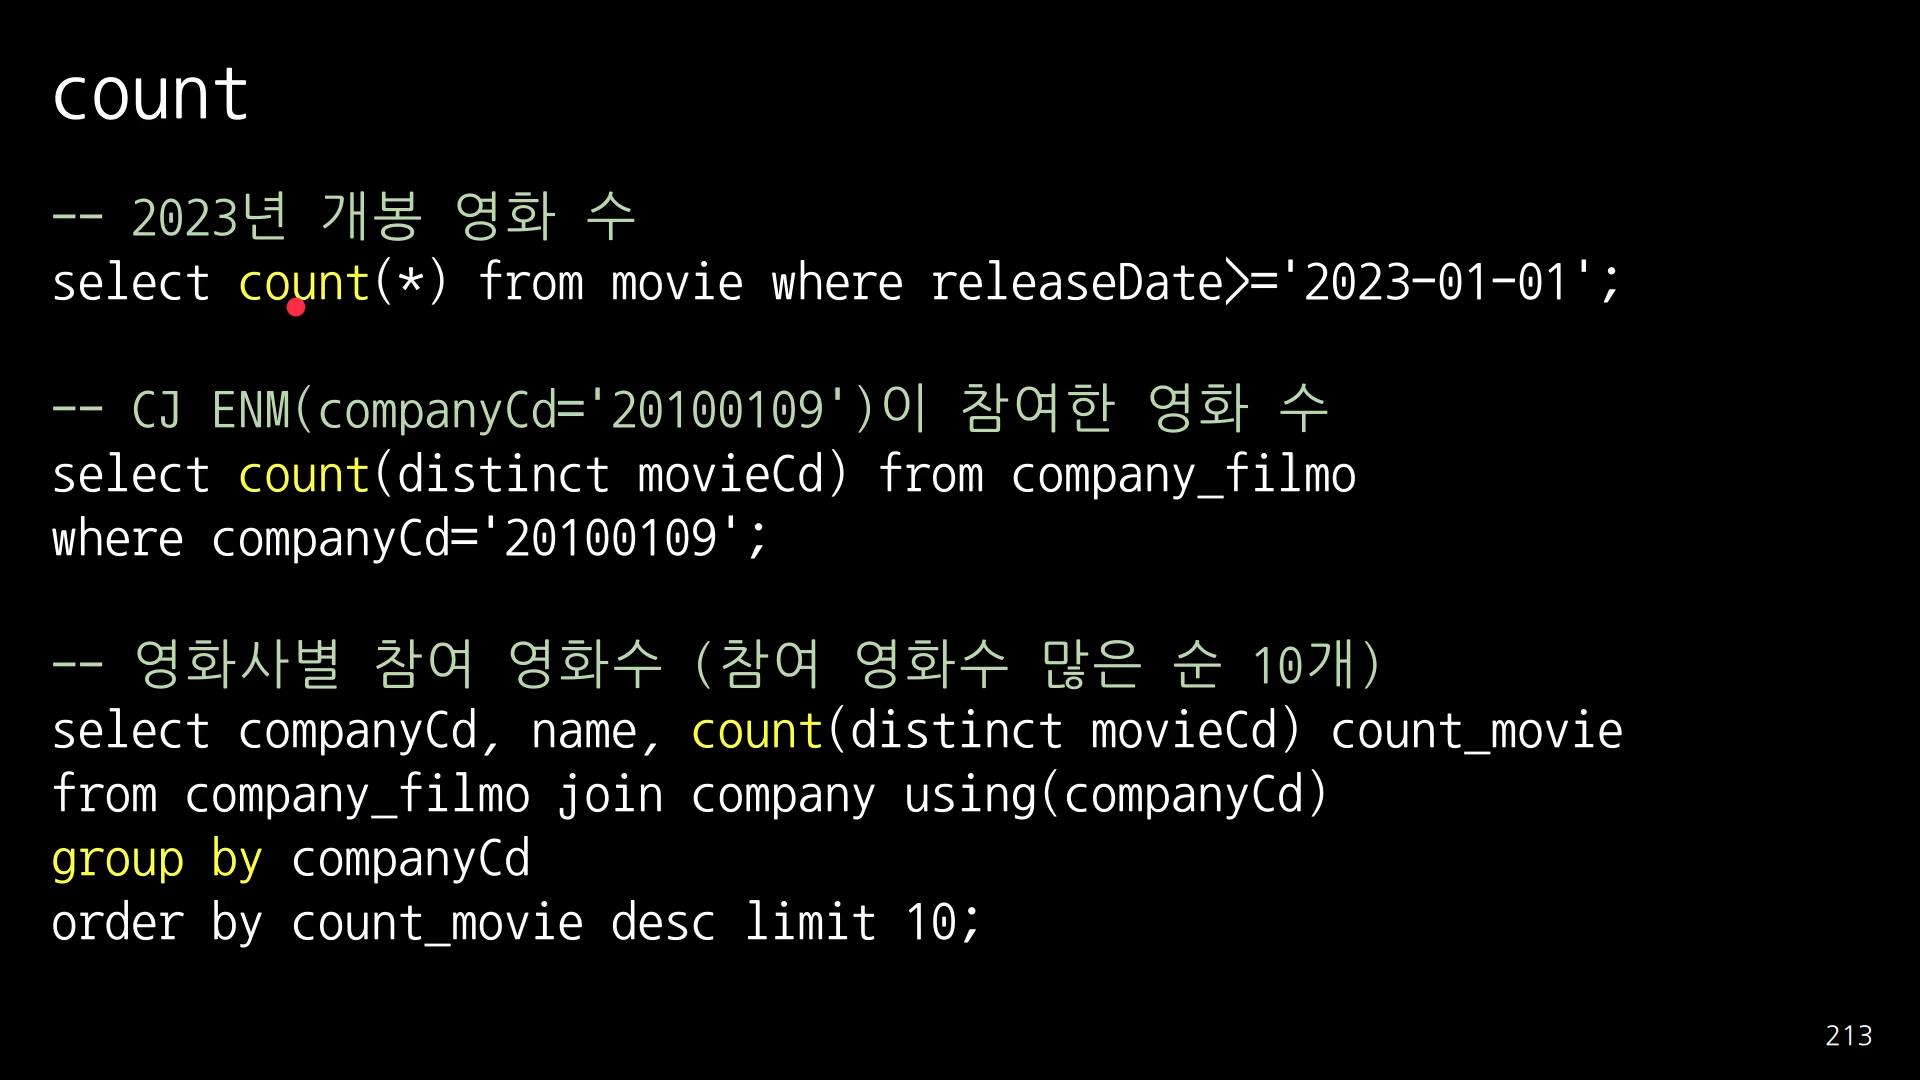 count
-- 2023년 개봉 영화 수
select count(*) from movie where releaseDate>='2023-01-01';
-- CJ ENM(companyCd='20100109')이 참여한 영화 수
select count(distinct movieCd) from company_filmo
where companyCd='20100109';
-- 영화사별 참여 영화수 (참여 영화수 많은 순 10개)
select companyCd, name, count(distinct movieCd) count_movie
from company_filmo join company using(companyCd)
group by companyCd
order by count_movie desc limit 10;
213